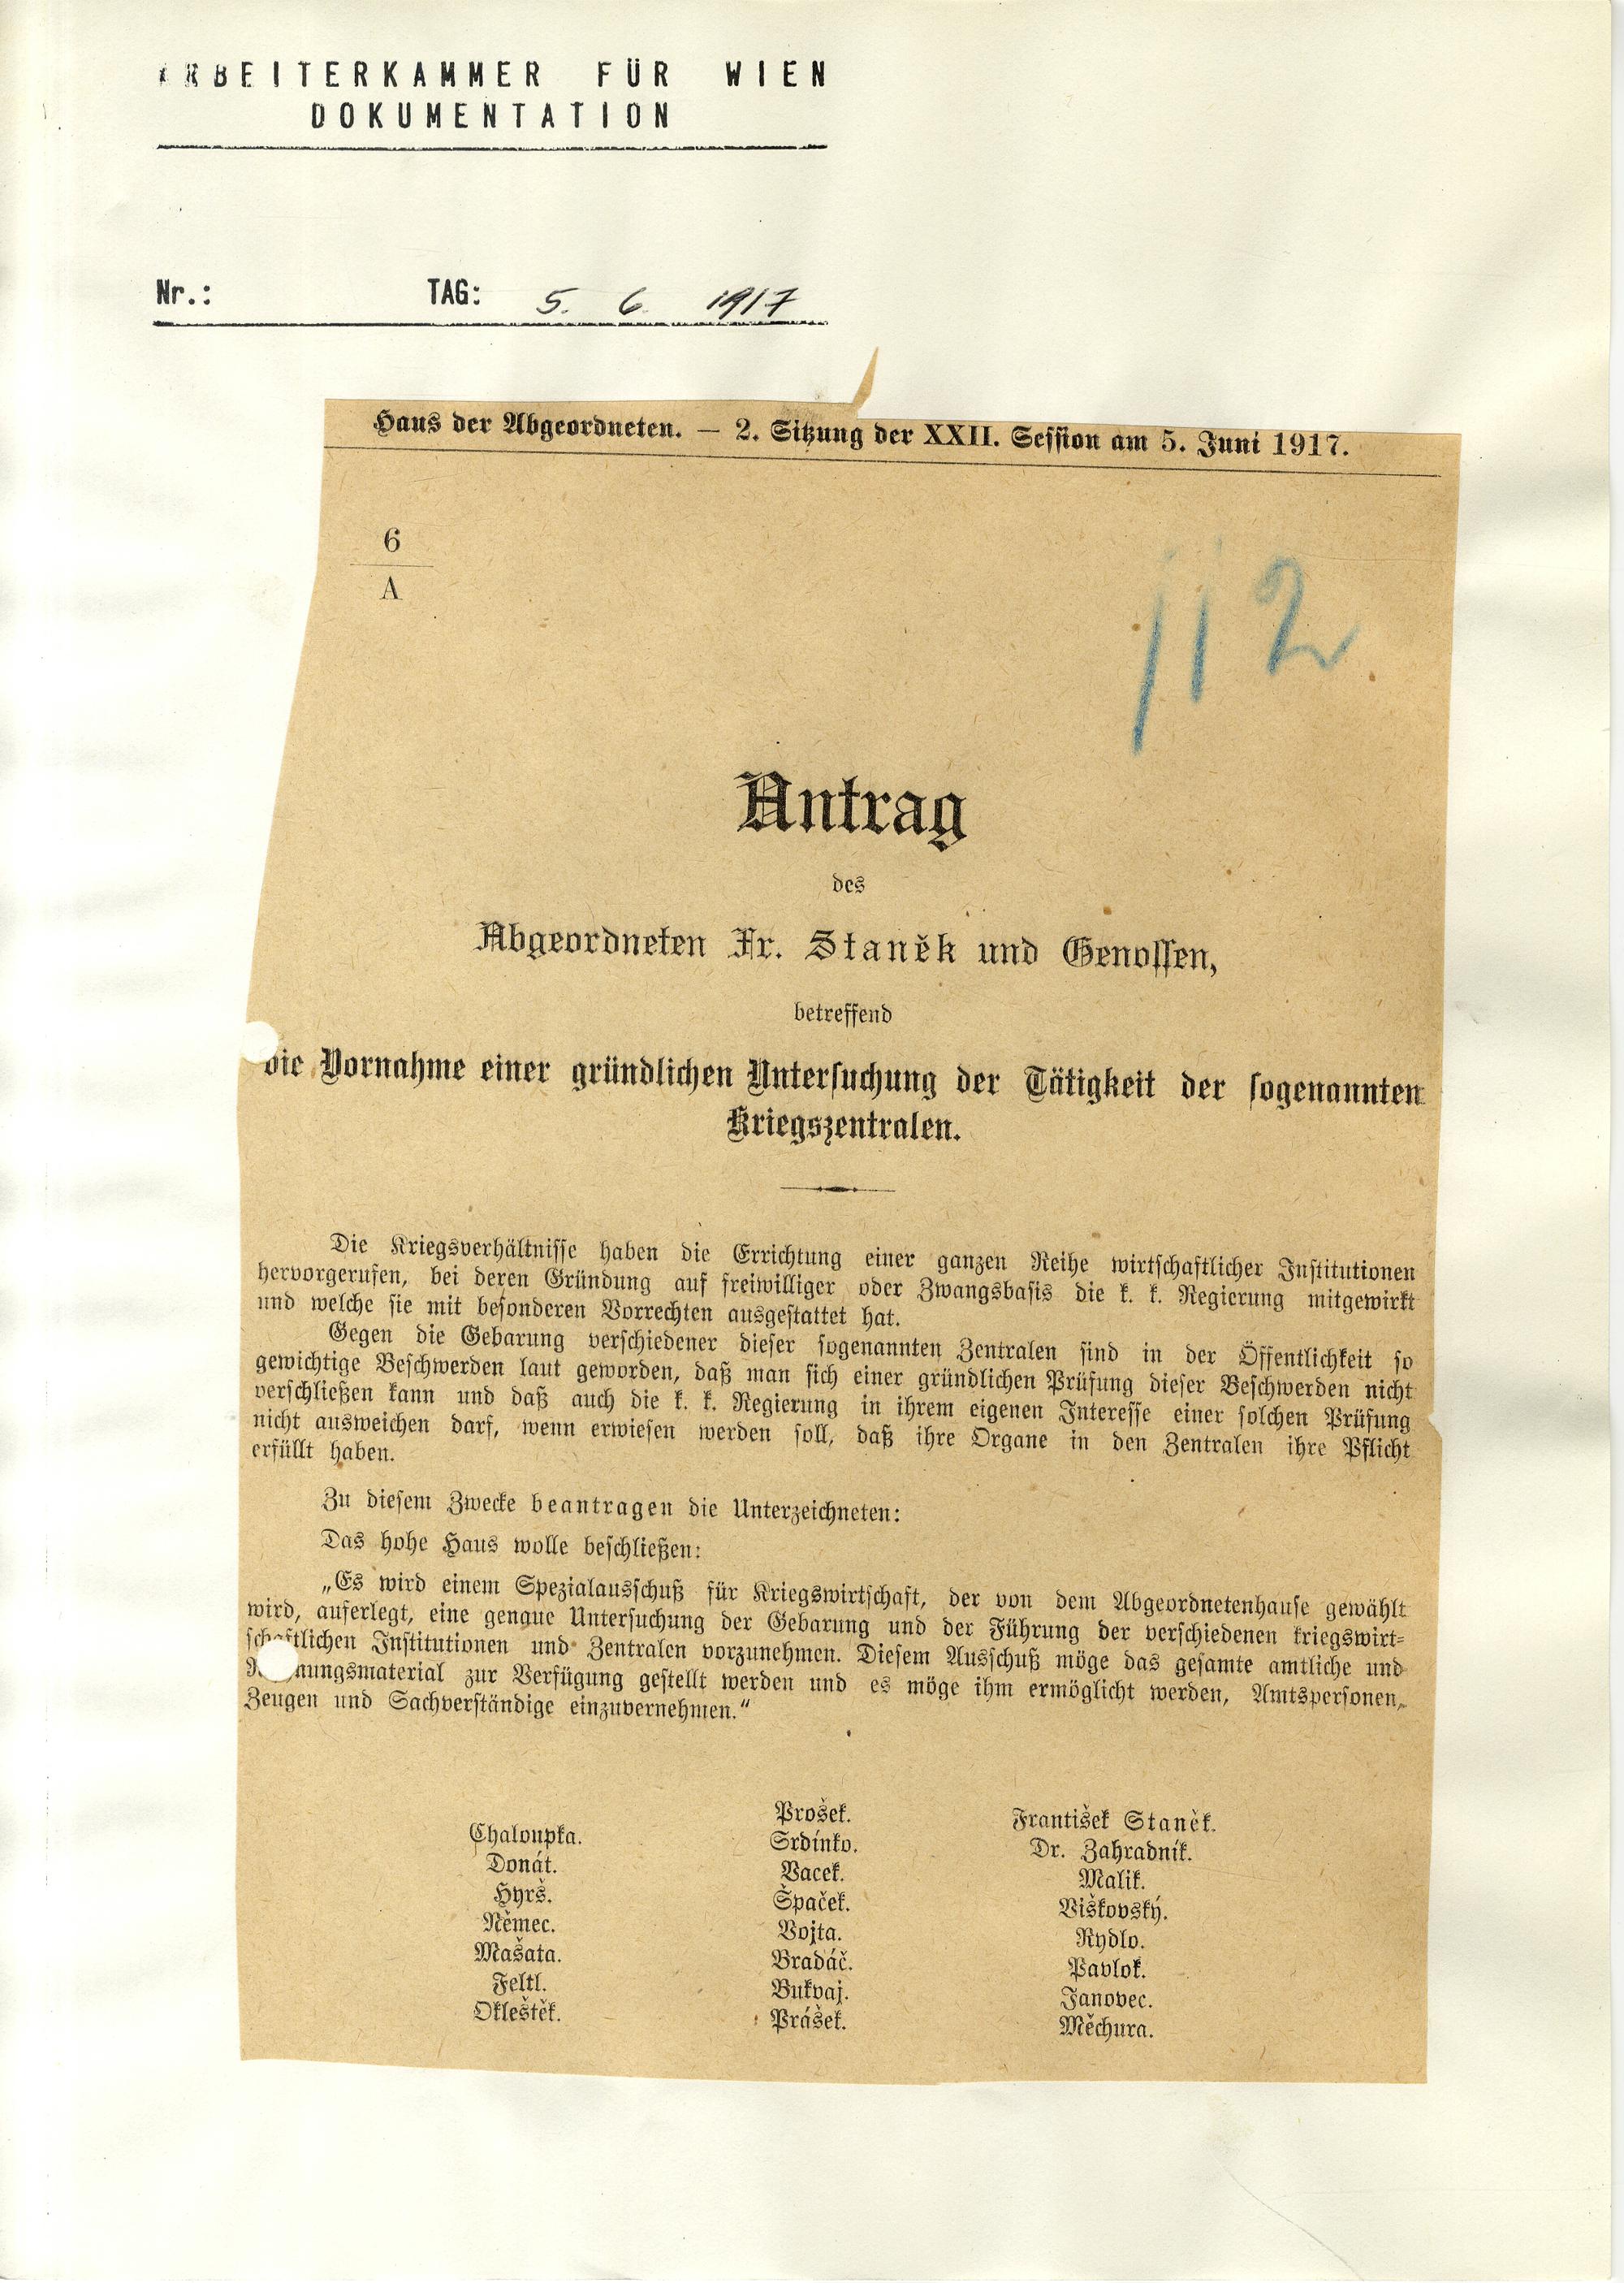 ARBEITERKAMMER FÜR WIEN
DOKUMENTATION
Nr.: TAG: 5. 6. 1917
Haus der Abgeordneten. — 2. Sitzung der XXII. Session am 5. Juni 1917.
6
A
112
Antrag
des
Abgeordneten Fr. Staněk und Genossen,
betreffend
die Vornahme einer gründlichen Untersuchung der Tätigkeit der sogenannten
Kriegszentralen.
Die Kriegsverhältnisse haben die Errichtung einer ganzen Reihe wirtschaftlicher Institutionen
hervorgerufen, bei deren Gründung auf freiwilliger oder Zwangsbasis die k. k. Regierung mitgewirkt
und welche sie mit besonderen Vorrechten ausgestattet hat.
Gegen die Gebarung verschiedener dieser sogenannten Zentralen sind in der Öffentlichkeit so
gewichtige Beschwerden laut geworden, daß man sich einer gründlichen Prüfung dieser Beschwerden nicht
verschließen kann und daß auch die k. k. Regierung in ihrem eigenen Interesse einer solchen Prüfung
nicht ausweichen darf, wenn erwiesen werden soll, daß ihre Organe in den Zentralen ihre Pflicht
erfüllt haben.
Zu diesem Zwecke beantragen die Unterzeichneten:
Das hohe Haus wolle beschließen:
„Es wird einem Spezialausschuß für Kriegswirtschaft, der von dem Abgeordnetenhause gewählt
wird, auferlegt, eine genaue Untersuchung der Gebarung und der Führung der verschiedenen kriegswirt-
schaftlichen Institutionen und Zentralen vorzunehmen. Diesem Ausschuß möge das gesamte amtliche und
Rechnungsmaterial zur Verfügung gestellt werden und es möge ihm ermöglicht werden, Amtspersonen,
Zeugen und Sachverständige einzuvernehmen.“
Chaloupka.
Donát.
Hyrš.
Němec.
Mašata.
Feltl.
Okleštěk.
Prošek.
Srdínko.
Vacek.
Špaček.
Vojta.
Bradáč.
Bukvaj.
Prášek.
František Staněk.
Dr. Zahradník.
Malik.
Viškovský.
Rydlo.
Pavlok.
Janovec.
Měchura.